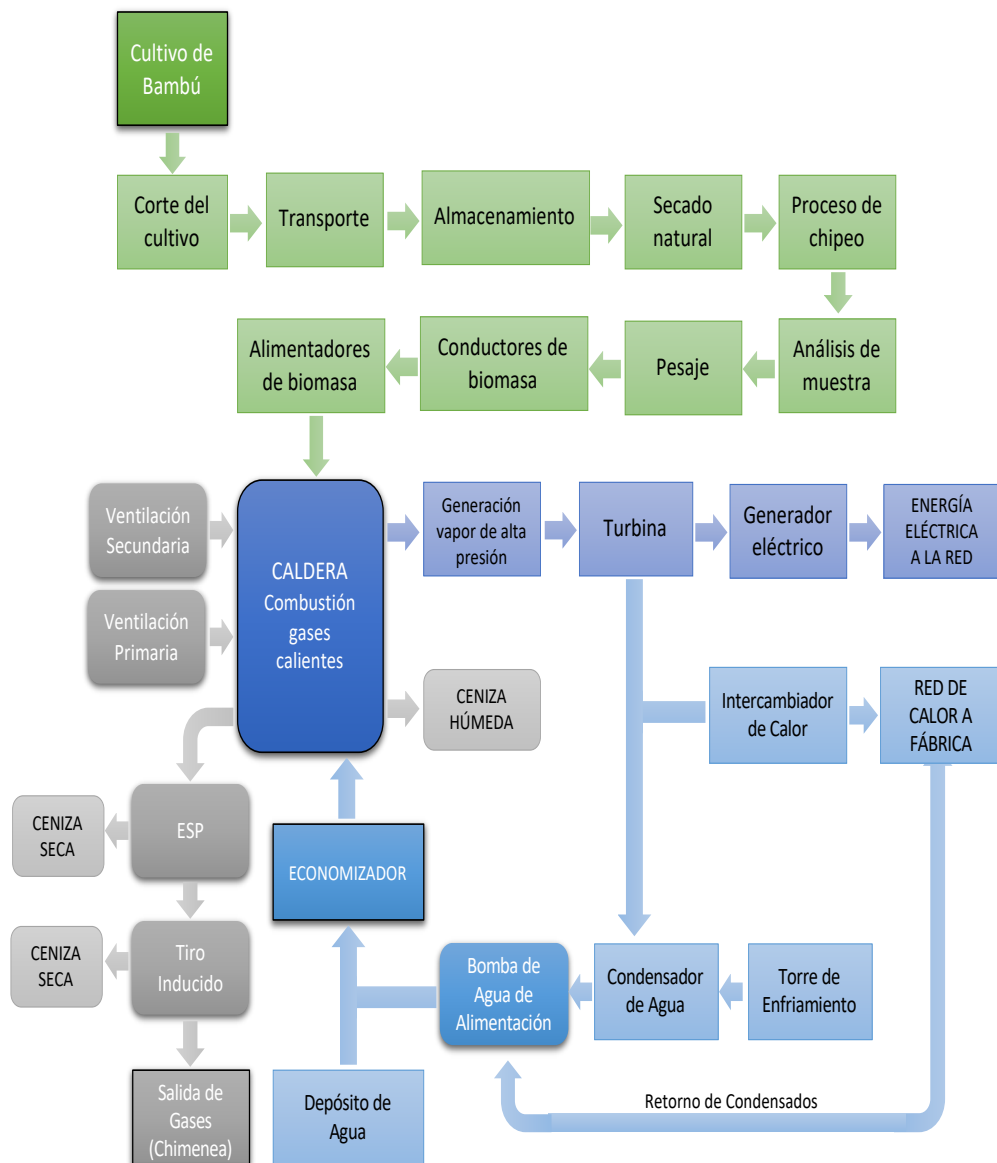 Cultivo de
Bambú
Corte del
cultivo
Transporte
Almacenamiento
Secado
natural
Proceso de
chipeo
Alimentadores
de biomasa
Conductores de
biomasa
Pesaje
Análisis de
muestra
Ventilación
Secundaria
Ventilación
Primaria
CALDERA
Combustión
gases
calientes
Generación
vapor de alta
presión
Turbina
Generador
eléctrico
ENERGÍA
ELÉCTRICA
A LA RED
CENIZA
HÚMEDA
Intercambiador
de Calor
RED DE
CALOR A
FÁBRICA
CENIZA
SECA
ESP
ECONOMIZADOR
CENIZA
SECA
Tiro
Inducido
Bomba de
Agua de
Alimentación
Condensador
de Agua
Torre de
Enfriamiento
Salida de
Gases
(Chimenea)
Depósito de
Agua
Retorno de Condensados